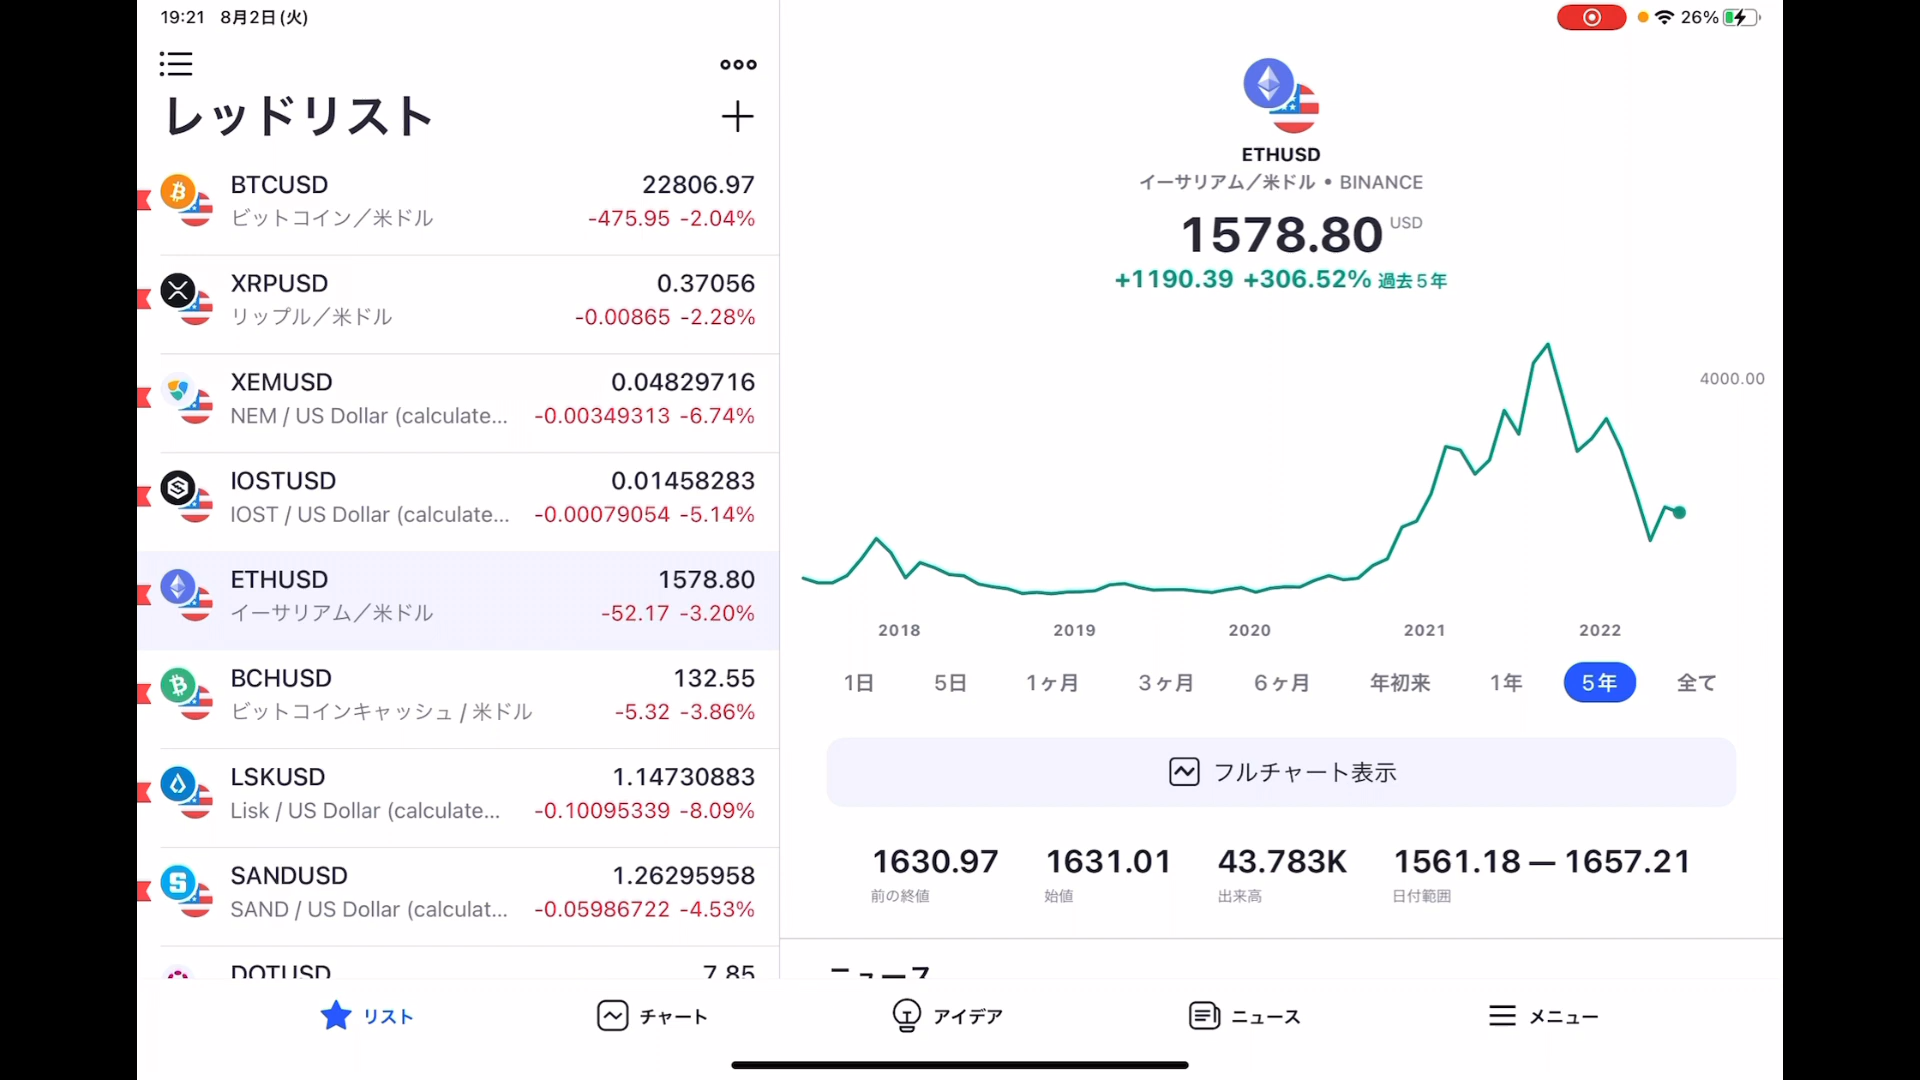 19:21 8月2日(火)
26%
レッドリスト
BTCUSD 22806.97
ビットコイン／米ドル -475.95 -2.04%
XRPUSD 0.37056
リップル／米ドル -0.00865 -2.28%
XEMUSD 0.04829716
NEM / US Dollar (calculate... -0.00349313 -6.74%
IOSTUSD 0.01458283
IOST / US Dollar (calculate... -0.00079054 -5.14%
ETHUSD 1578.80
イーサリアム／米ドル -52.17 -3.20%
BCHUSD 132.55
ビットコインキャッシュ / 米ドル -5.32 -3.86%
LSKUSD 1.14730883
Lisk / US Dollar (calculate... -0.10095339 -8.09%
SANDUSD 1.26295958
SAND / US Dollar (calculat... -0.05986722 -4.53%
DOTUSD 7.85
ETHUSD
イーサリアム／米ドル • BINANCE
1578.80 USD
+1190.39 +306.52% 過去5年
4000.00
2018 2019 2020 2021 2022
1日 5日 1ヶ月 3ヶ月 6ヶ月 年初来 1年 5年 全て
フルチャート表示
1630.97 1631.01 43.783K 1561.18 — 1657.21
前の終値 始値 出来高 日付範囲
ニュース
リスト チャート アイデア ニュース メニュー